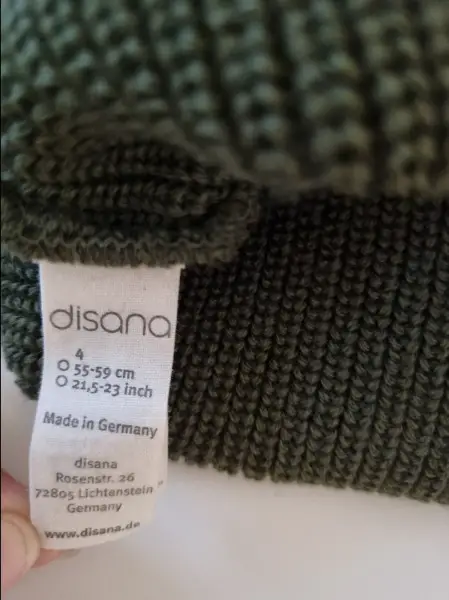 disana
4
O 55-59 cm
O 21,5-23 inch
Made in Germany
disana
Rosenstr. 26
72805 Lichtenstein
Germany
www.disana.de